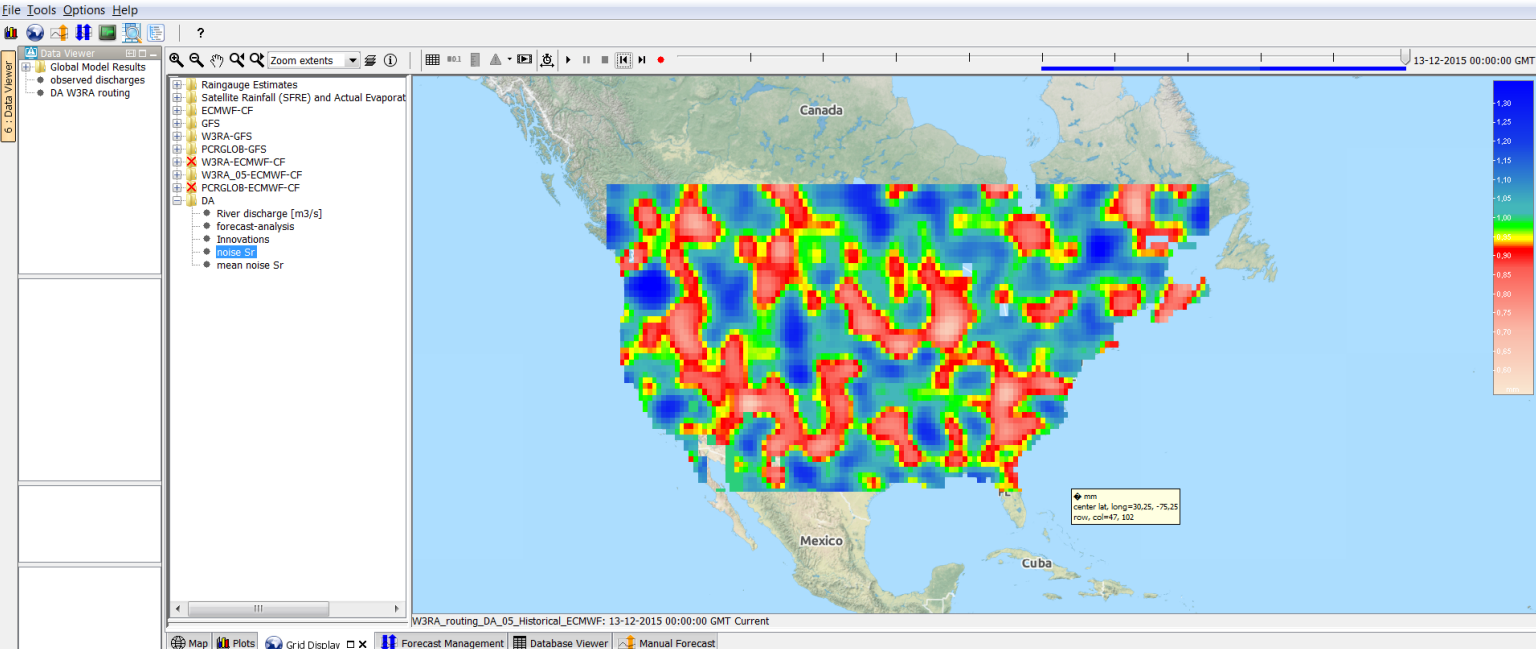 File Tools Options Help
?
6 : Data Viewer
Data Viewer
Global Model Results
observed discharges
DA W3RA routing
Zoom extents
13-12-2015 00:00:00 GMT
Raingauge Estimates
Satellite Rainfall (SFRE) and Actual Evaporat
ECMWF-CF
GFS
W3RA-GFS
PCRGLOB-GFS
W3RA-ECMWF-CF
W3RA_05-ECMWF-CF
PCRGLOB-ECMWF-CF
DA
River discharge [m3/s]
forecast-analysis
Innovations
noise Sr
mean noise Sr
Canada
Mexico
Cuba
FL
1,30
1,25
1,20
1,15
1,10
1,05
1,00
0,95
0,90
0,85
0,80
0,75
0,70
0,65
0,60
mm
� mm
center lat, long=30,25, -75,25
row, col=47, 102
W3RA_routing_DA_05_Historical_ECMWF: 13-12-2015 00:00:00 GMT Current
Map Plots Grid Display Forecast Management Database Viewer Manual Forecast